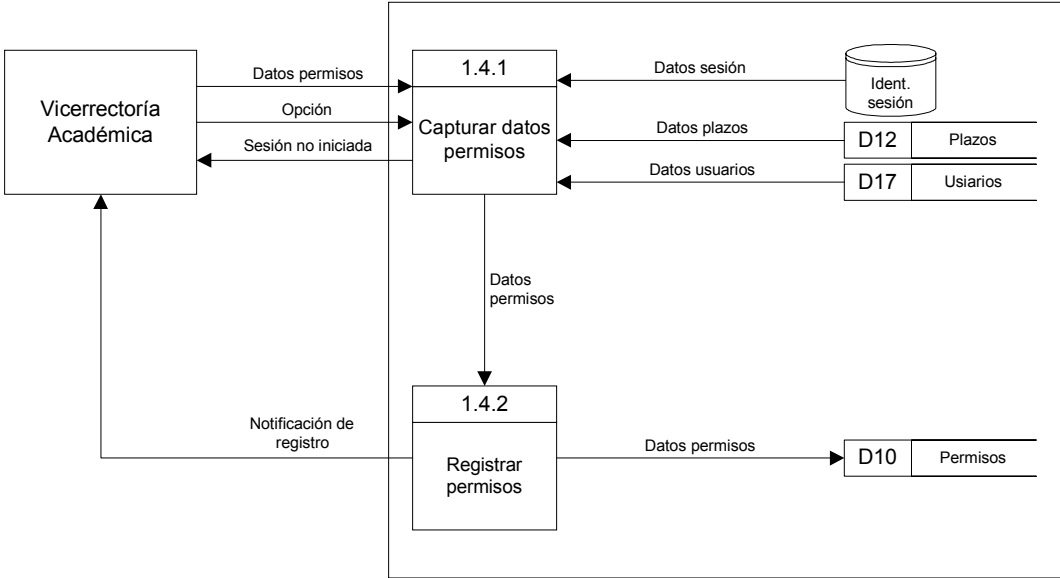 Vicerrectoría
Académica
Datos permisos
Opción
Sesión no iniciada
1.4.1
Capturar datos
permisos
Datos sesión
Ident.
sesión
Datos plazos
D12
Plazos
Datos usuarios
D17
Usiarios
Datos
permisos
1.4.2
Registrar
permisos
Notificación de
registro
Datos permisos
D10
Permisos